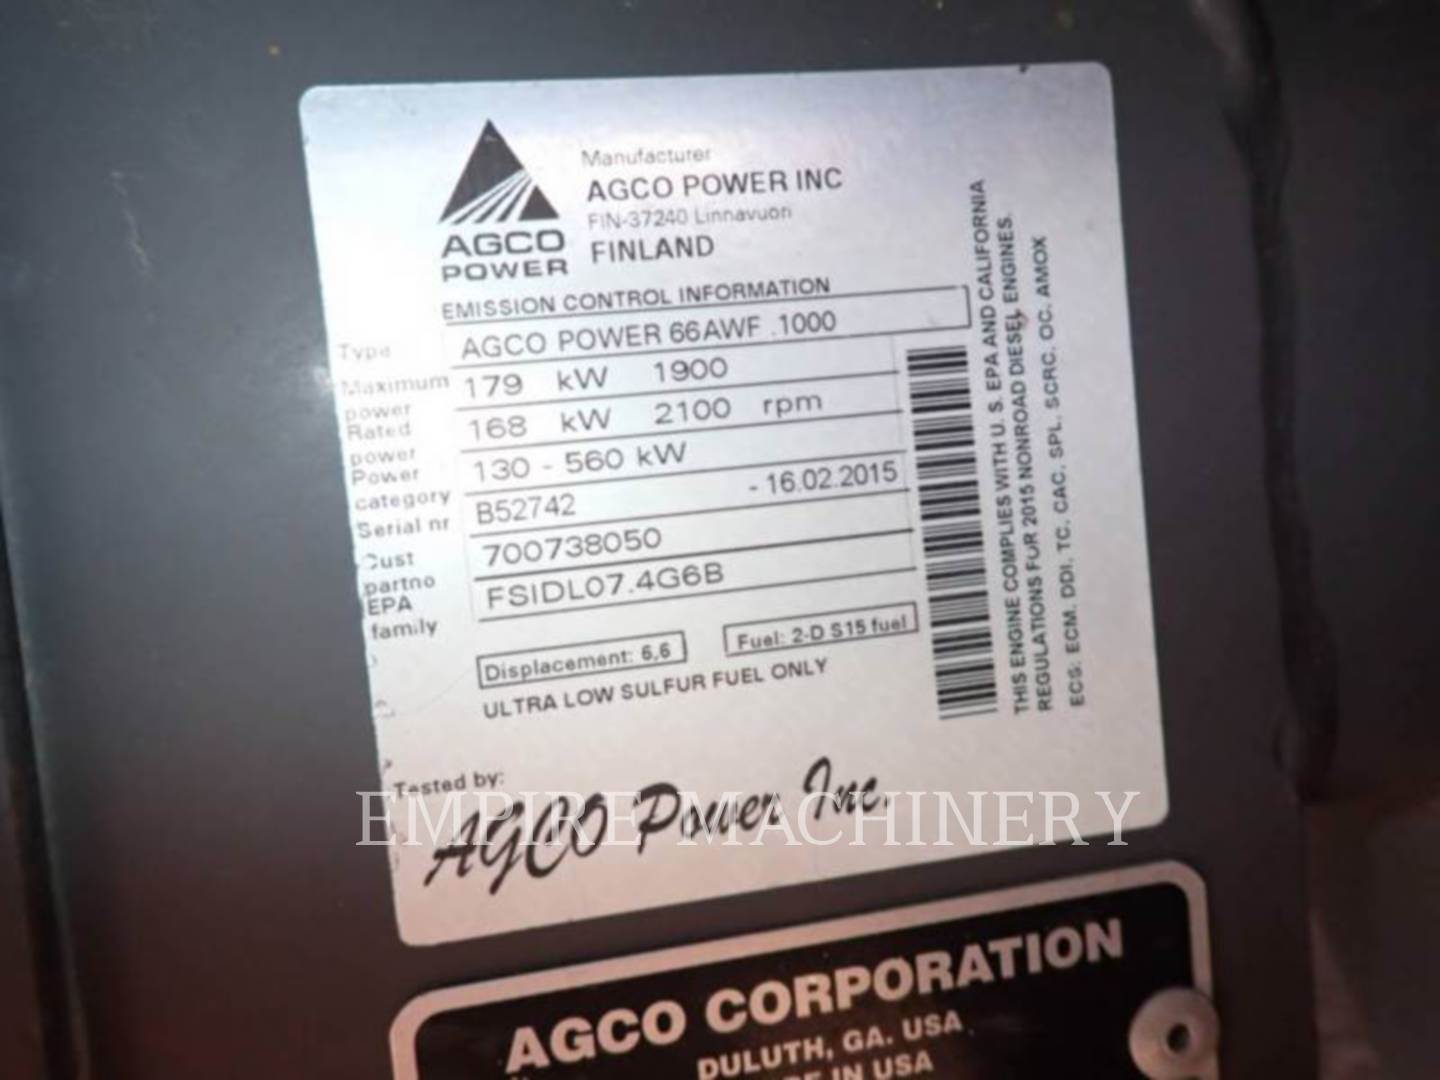 AGCO
POWER
Manufacturer
AGCO POWER INC
FIN-37240 Linnavuori
FINLAND
EMISSION CONTROL INFORMATION
Type AGCO POWER 66AWF .1000
Maximum power 179 kW 1900
Rated power 168 kW 2100 rpm
Power category 130 - 560 kW
Serial nr B52742 - 16.02.2015
Cust partno 700738050
EPA family FSIDL07.4G6B
Displacement: 6,6 Fuel: 2-D S15 fuel
ULTRA LOW SULFUR FUEL ONLY
THIS ENGINE COMPLIES WITH U. S. EPA AND CALIFORNIA
REGULATIONS FOR 2015 NONROAD DIESEL ENGINES.
ECS: ECM, DDI, TC, CAC, SPL, SCRC, OC, AMOX
Tested by:
AGCO Power Inc.
EMPIRE MACHINERY
AGCO CORPORATION
DULUTH, GA. USA
IN USA